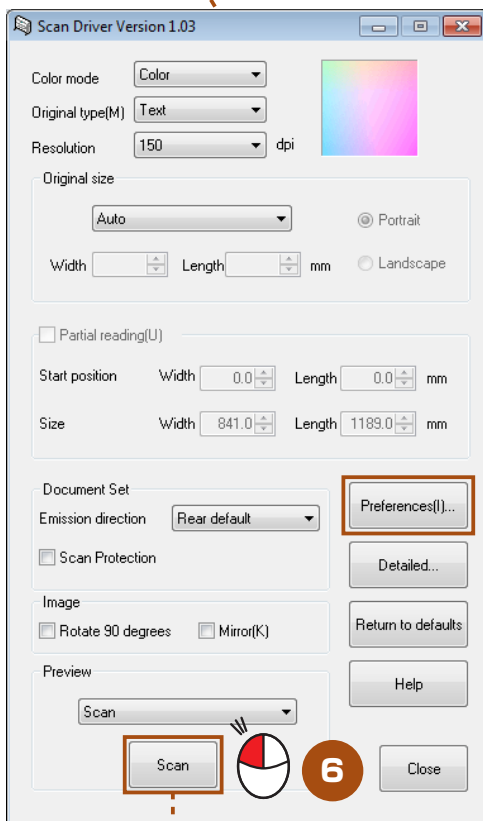 Scan Driver Version 1.03
Color mode Color
Original type(M) Text
Resolution 150 dpi
Original size
Auto
Portrait
Width Length mm
Landscape
Partial reading(U)
Start position Width 0.0 Length 0.0 mm
Size Width 841.0 Length 1189.0 mm
Document Set
Emission direction Rear default
Scan Protection
Preferences(I)...
Detailed...
Image
Rotate 90 degrees Mirror(K)
Return to defaults
Preview
Scan
Help
Scan
6
Close